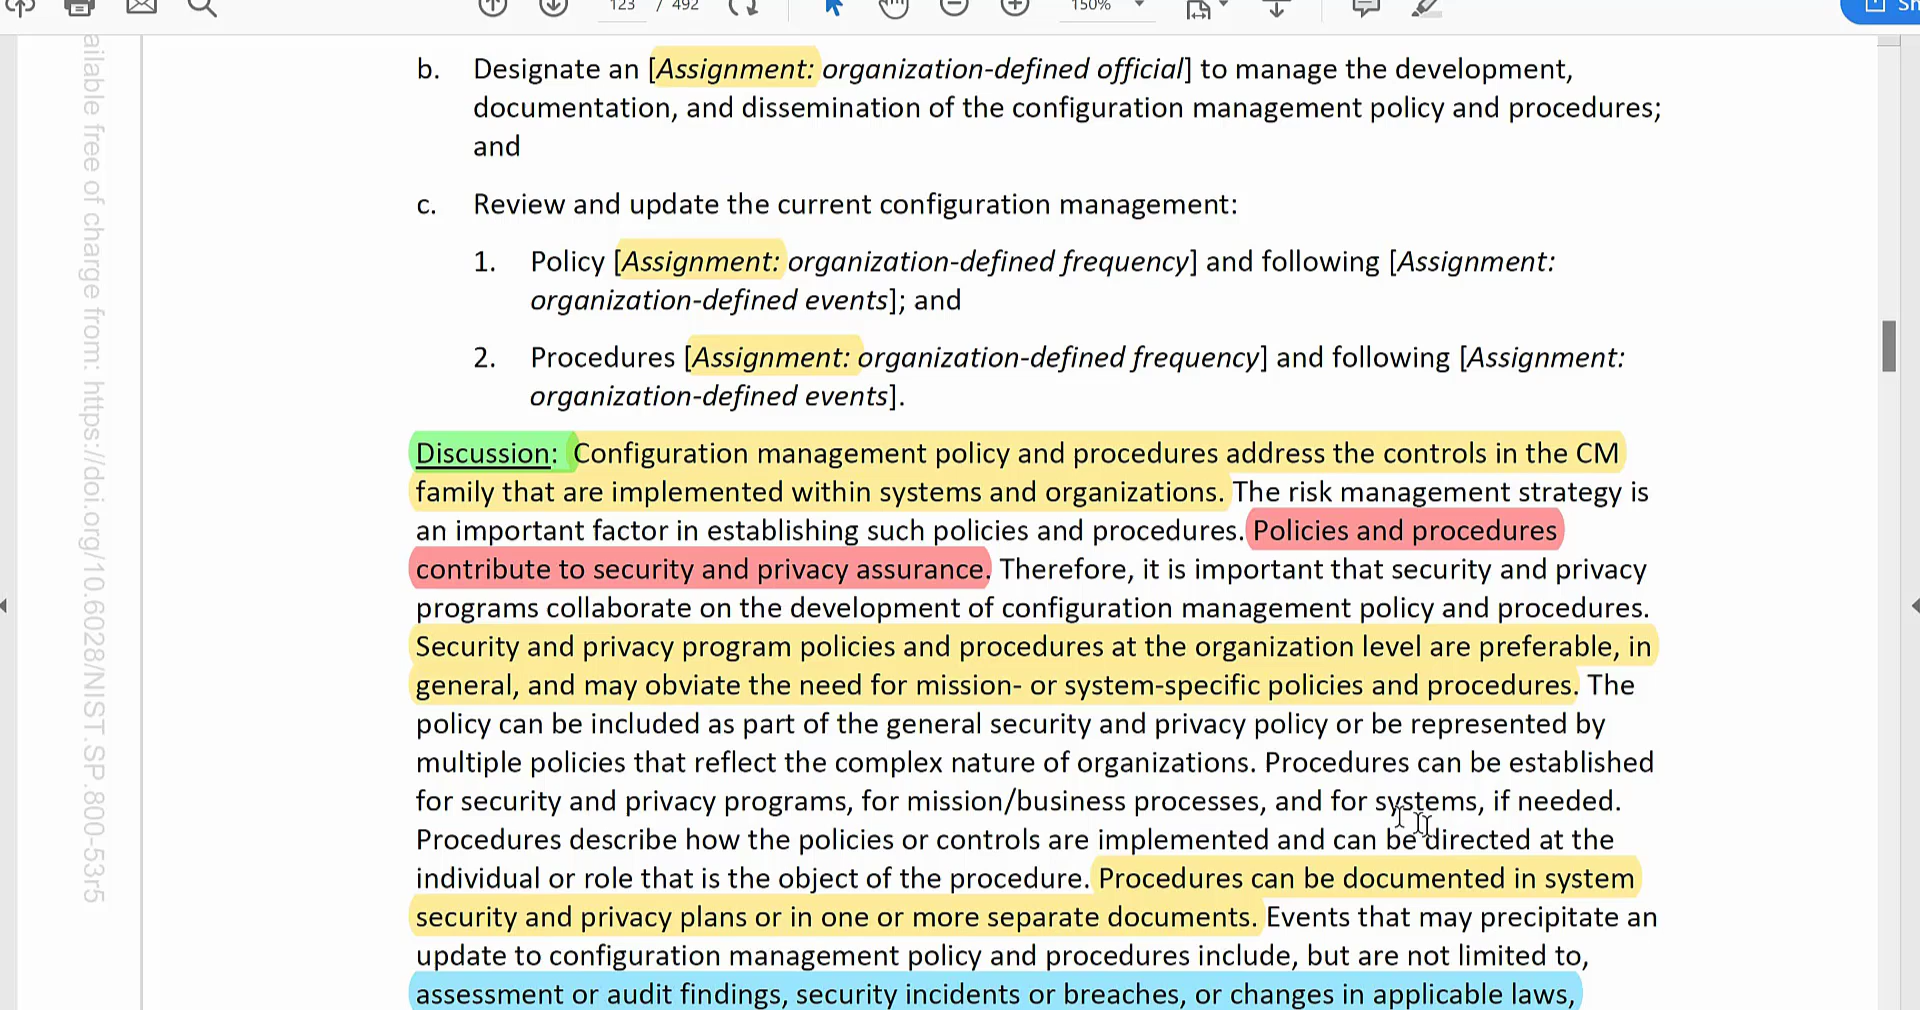 123 / 492
150%
b. Designate an [Assignment: organization-defined official] to manage the development,
documentation, and dissemination of the configuration management policy and procedures;
and
c. Review and update the current configuration management:
1. Policy [Assignment: organization-defined frequency] and following [Assignment:
organization-defined events]; and
2. Procedures [Assignment: organization-defined frequency] and following [Assignment:
organization-defined events].
Discussion: Configuration management policy and procedures address the controls in the CM
family that are implemented within systems and organizations. The risk management strategy is
an important factor in establishing such policies and procedures. Policies and procedures
contribute to security and privacy assurance. Therefore, it is important that security and privacy
programs collaborate on the development of configuration management policy and procedures.
Security and privacy program policies and procedures at the organization level are preferable, in
general, and may obviate the need for mission- or system-specific policies and procedures. The
policy can be included as part of the general security and privacy policy or be represented by
multiple policies that reflect the complex nature of organizations. Procedures can be established
for security and privacy programs, for mission/business processes, and for systems, if needed.
Procedures describe how the policies or controls are implemented and can be directed at the
individual or role that is the object of the procedure. Procedures can be documented in system
security and privacy plans or in one or more separate documents. Events that may precipitate an
update to configuration management policy and procedures include, but are not limited to,
assessment or audit findings, security incidents or breaches, or changes in applicable laws,
ailable free of charge from: https://doi.org/10.6028/NIST.SP.800-53r5